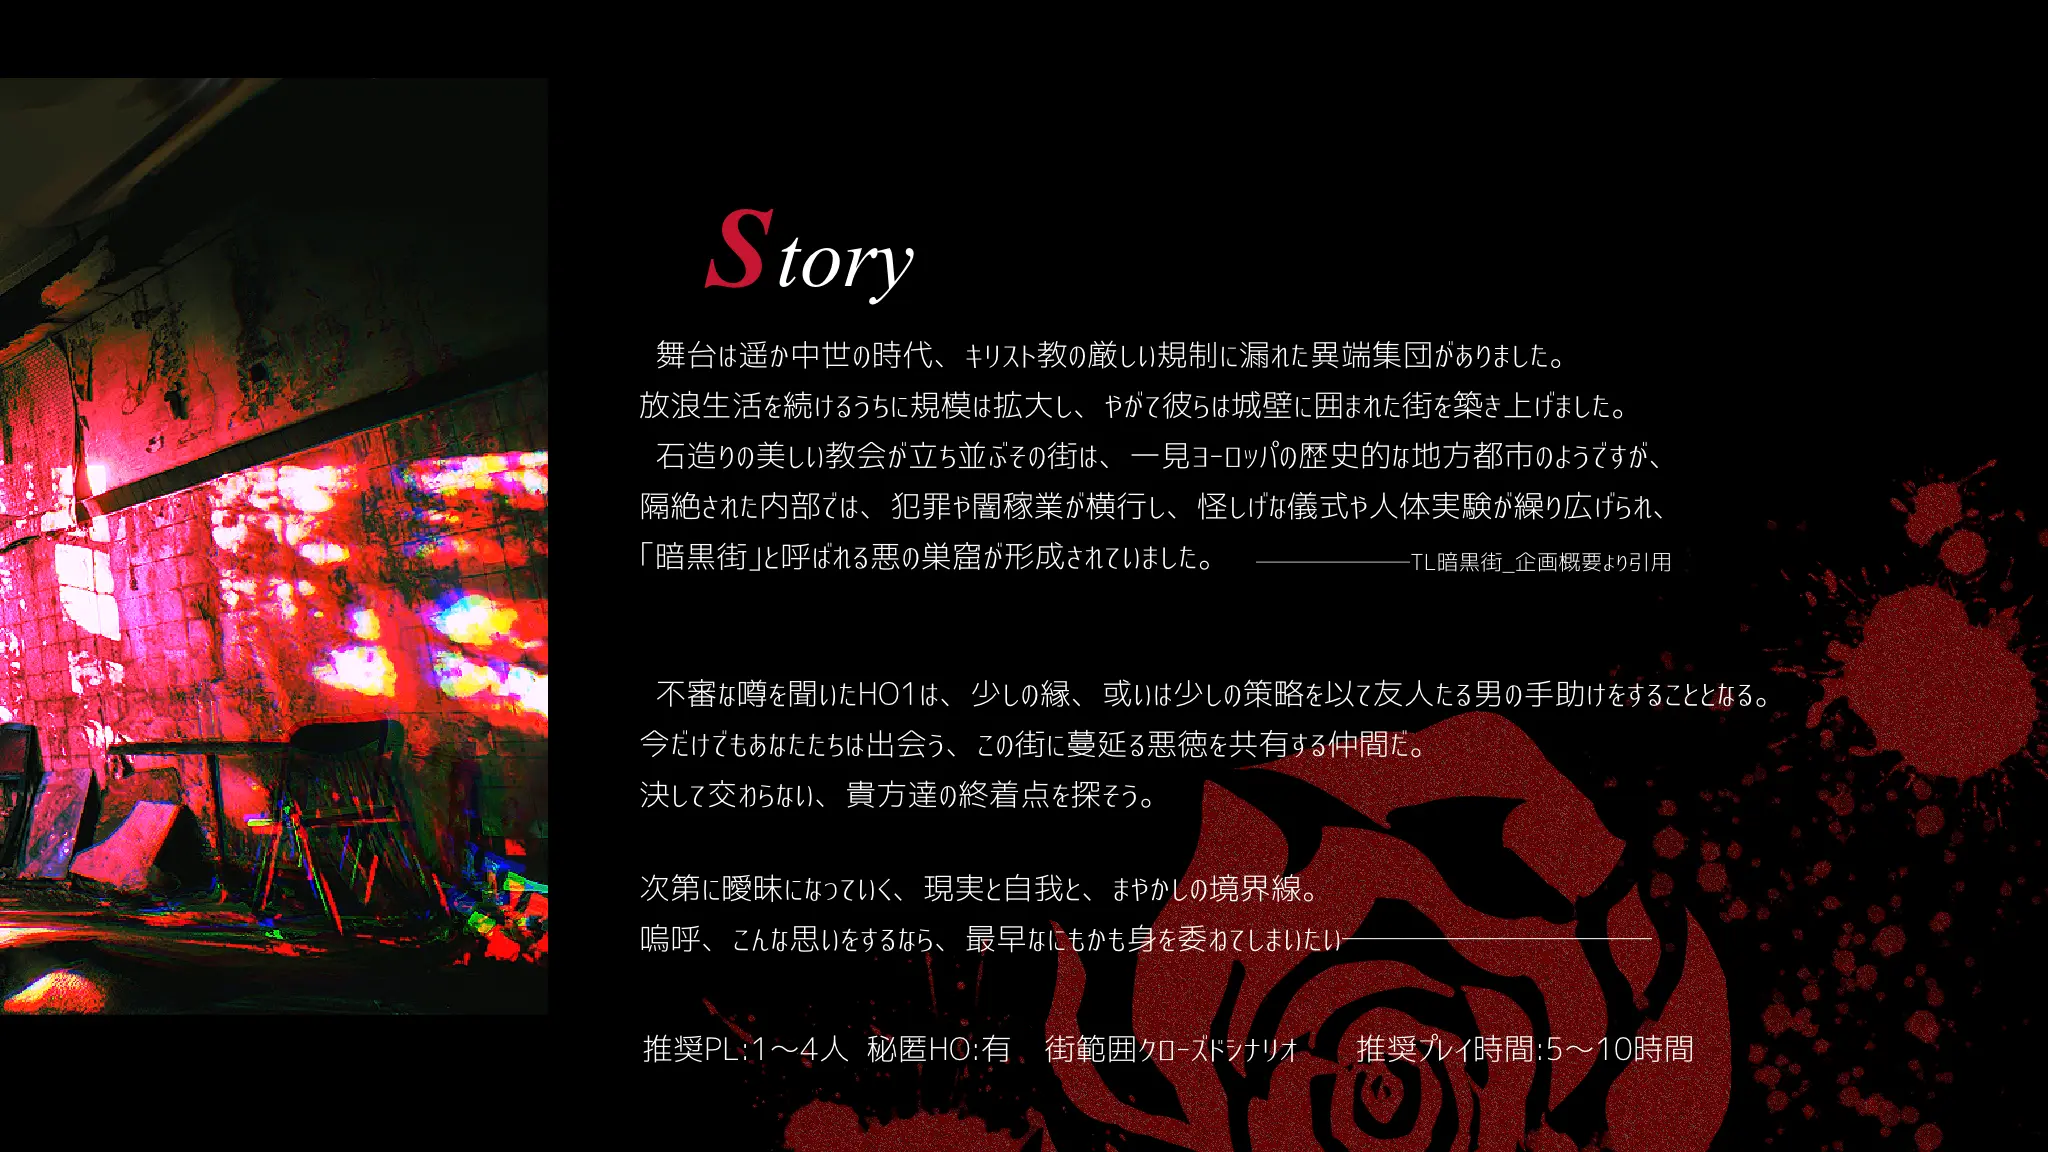 Story
舞台は遥か中世の時代、キリスト教の厳しい規制に漏れた異端集団がありました。
放浪生活を続けるうちに規模は拡大し、やがて彼らは城壁に囲まれた街を築き上げました。
石造りの美しい教会が立ち並ぶその街は、一見ヨーロッパの歴史的な地方都市のようですが、
隔絶された内部では、犯罪や闇稼業が横行し、怪しげな儀式や人体実験が繰り広げられ、
「暗黒街」と呼ばれる悪の巣窟が形成されていました。 ―――――TL暗黒街_企画概要より引用
不審な噂を聞いたHO1は、少しの縁、或いは少しの策略を以て友人たる男の手助けをすることとなる。
今だけでもあなたたちは出会う、この街に蔓延る悪徳を共有する仲間だ。
決して交わらない、貴方達の終着点を探そう。
次第に曖昧になっていく、現実と自我と、まやかしの境界線。
嗚呼、こんな思いをするなら、最早なにもかも身を委ねてしまいたい――――――――――
推奨PL:1～4人 秘匿HO:有 街範囲クローズドシナリオ 推奨プレイ時間:5～10時間